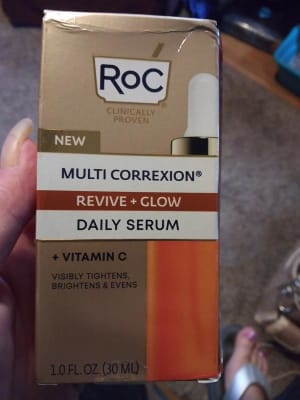 RoC®
CLINICALLY
PROVEN
NEW
MULTI CORREXION®
REVIVE + GLOW
DAILY SERUM
+ VITAMIN C
VISIBLY TIGHTENS,
BRIGHTENS & EVENS
1.0 FL. OZ. (30 ML)